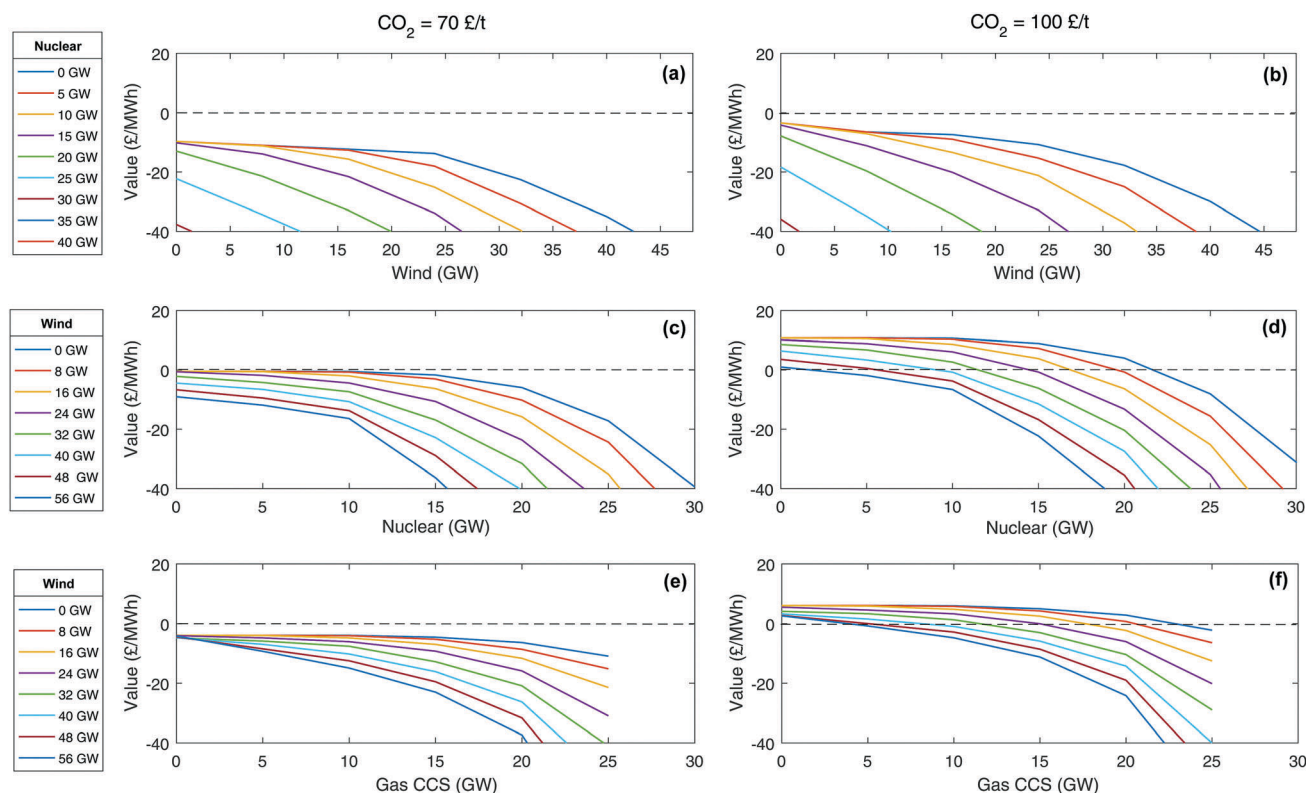 CO2 = 70 £/t
CO2 = 100 £/t
Nuclear
0 GW
5 GW
10 GW
15 GW
20 GW
25 GW
30 GW
35 GW
40 GW
20
0
-20
-40
Value (£/MWh)
(a)
0 5 10 15 20 25 30 35 40 45
Wind (GW)
20
0
-20
-40
Value (£/MWh)
(b)
0 5 10 15 20 25 30 35 40 45
Wind (GW)
Wind
0 GW
8 GW
16 GW
24 GW
32 GW
40 GW
48 GW
56 GW
20
0
-20
-40
Value (£/MWh)
(c)
0 5 10 15 20 25 30
Nuclear (GW)
20
0
-20
-40
Value (£/MWh)
(d)
0 5 10 15 20 25 30
Nuclear (GW)
Wind
0 GW
8 GW
16 GW
24 GW
32 GW
40 GW
48 GW
56 GW
20
0
-20
-40
Value (£/MWh)
(e)
0 5 10 15 20 25 30
Gas CCS (GW)
20
0
-20
-40
Value (£/MWh)
(f)
0 5 10 15 20 25 30
Gas CCS (GW)